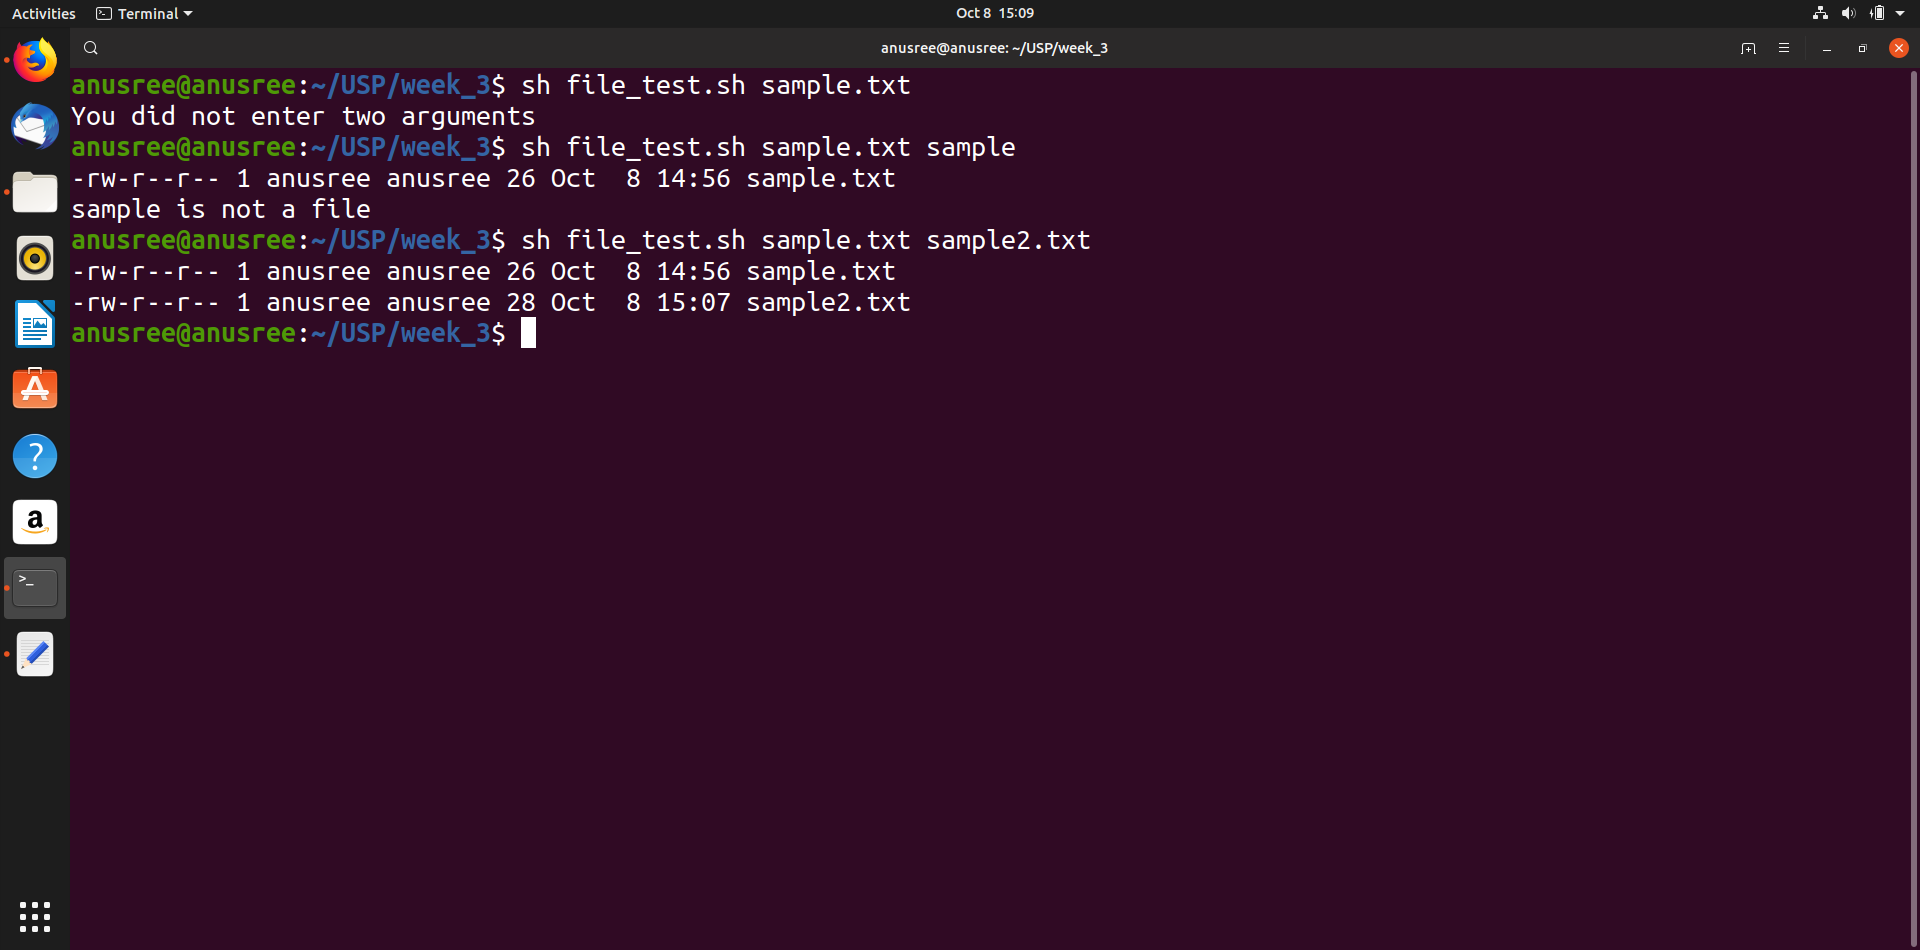 Activities Terminal Oct 8 15:09
anusree@anusree: ~/USP/week_3
anusree@anusree:~/USP/week_3$ sh file_test.sh sample.txt
You did not enter two arguments
anusree@anusree:~/USP/week_3$ sh file_test.sh sample.txt sample
-rw-r--r-- 1 anusree anusree 26 Oct  8 14:56 sample.txt
sample is not a file
anusree@anusree:~/USP/week_3$ sh file_test.sh sample.txt sample2.txt
-rw-r--r-- 1 anusree anusree 26 Oct  8 14:56 sample.txt
-rw-r--r-- 1 anusree anusree 28 Oct  8 15:07 sample2.txt
anusree@anusree:~/USP/week_3$